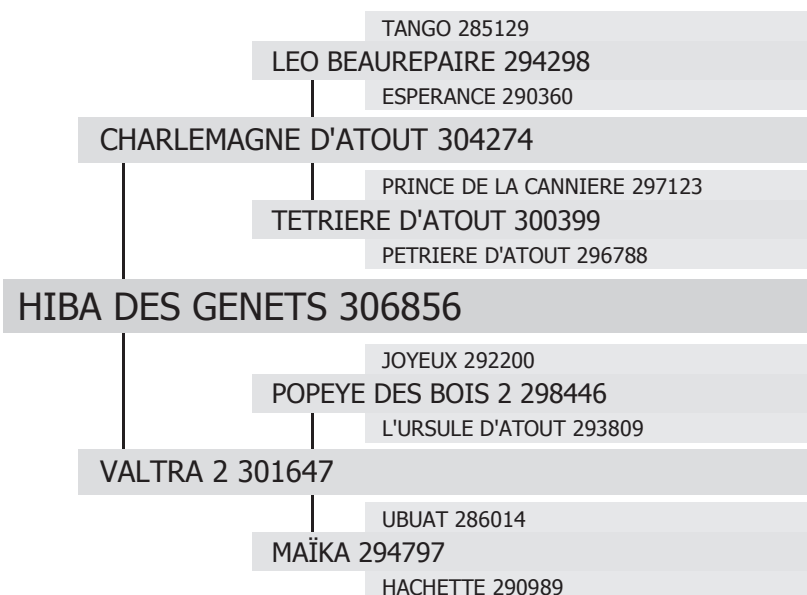 TANGO 285129
LEO BEAUREPAIRE 294298
ESPERANCE 290360
CHARLEMAGNE D'ATOUT 304274
PRINCE DE LA CANNIERE 297123
TETRIERE D'ATOUT 300399
PETRIERE D'ATOUT 296788
HIBA DES GENETS 306856
JOYEUX 292200
POPEYE DES BOIS 2 298446
L'URSULE D'ATOUT 293809
VALTRA 2 301647
UBUAT 286014
MAÏKA 294797
HACHETTE 290989